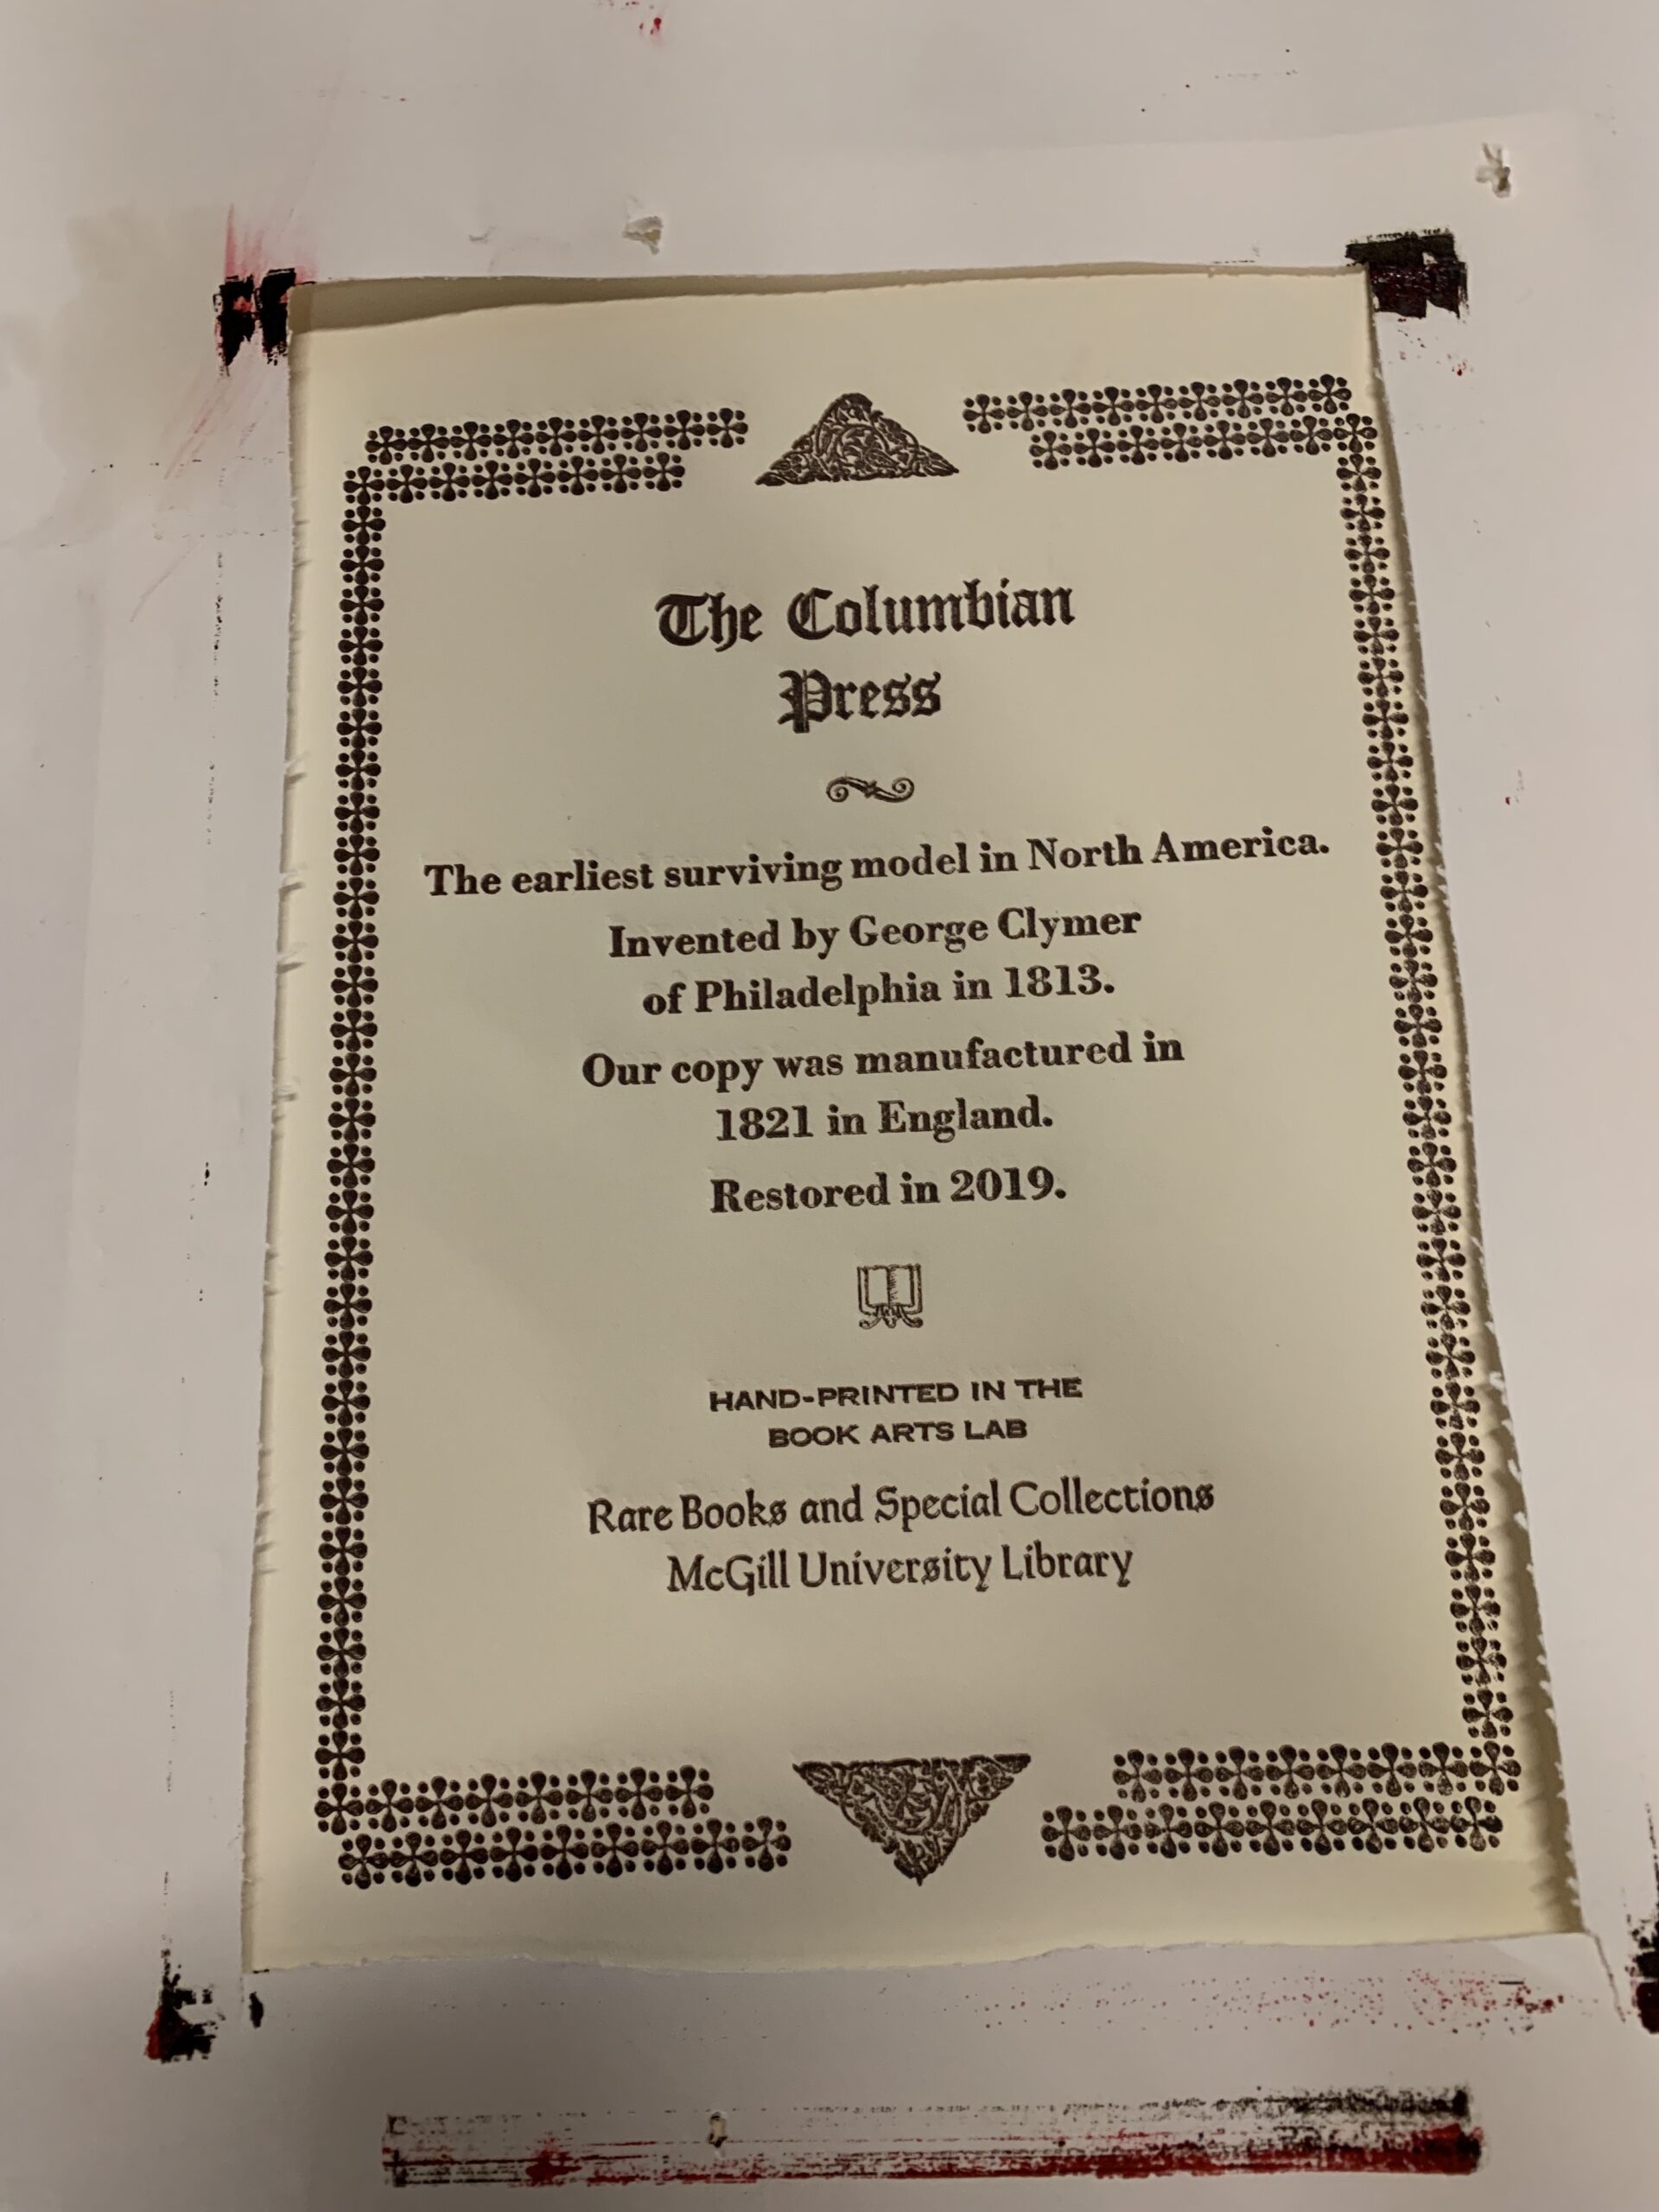 The Columbian
Press
The earliest surviving model in North America.
Invented by George Clymer
of Philadelphia in 1813.
Our copy was manufactured in
1821 in England.
Restored in 2019.
HAND-PRINTED IN THE
BOOK ARTS LAB
Rare Books and Special Collections
McGill University Library